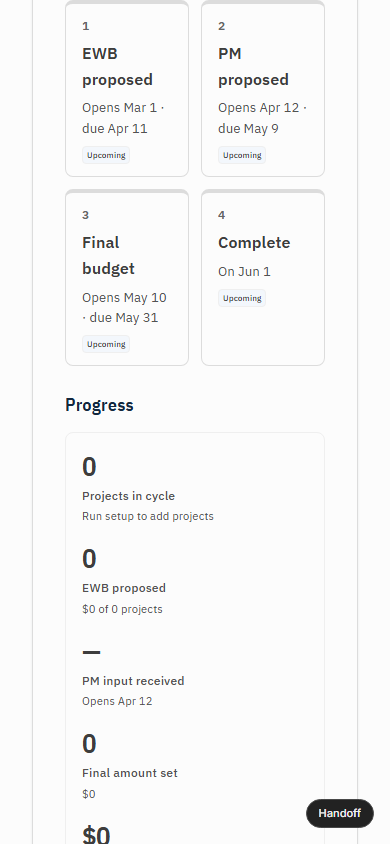 1
EWB
proposed
Opens Mar 1 ·
due Apr 11
Upcoming
2
PM
proposed
Opens Apr 12 ·
due May 9
Upcoming
3
Final
budget
Opens May 10
· due May 31
Upcoming
4
Complete
On Jun 1
Upcoming
Progress
0
Projects in cycle
Run setup to add projects
0
EWB proposed
$0 of 0 projects
—
PM input received
Opens Apr 12
0
Final amount set
$0
$0
Handoff